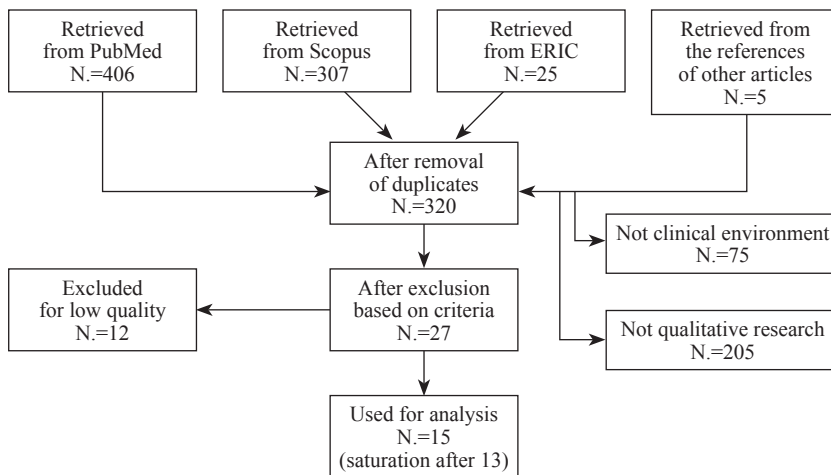 Retrieved
from PubMed
N.=406
Retrieved
from Scopus
N.=307
Retrieved
from ERIC
N.=25
Retrieved from
the references
of other articles
N.=5
After removal
of duplicates
N.=320
Not clinical environment
N.=75
Excluded
for low quality
N.=12
After exclusion
based on criteria
N.=27
Not qualitative research
N.=205
Used for analysis
N.=15
(saturation after 13)